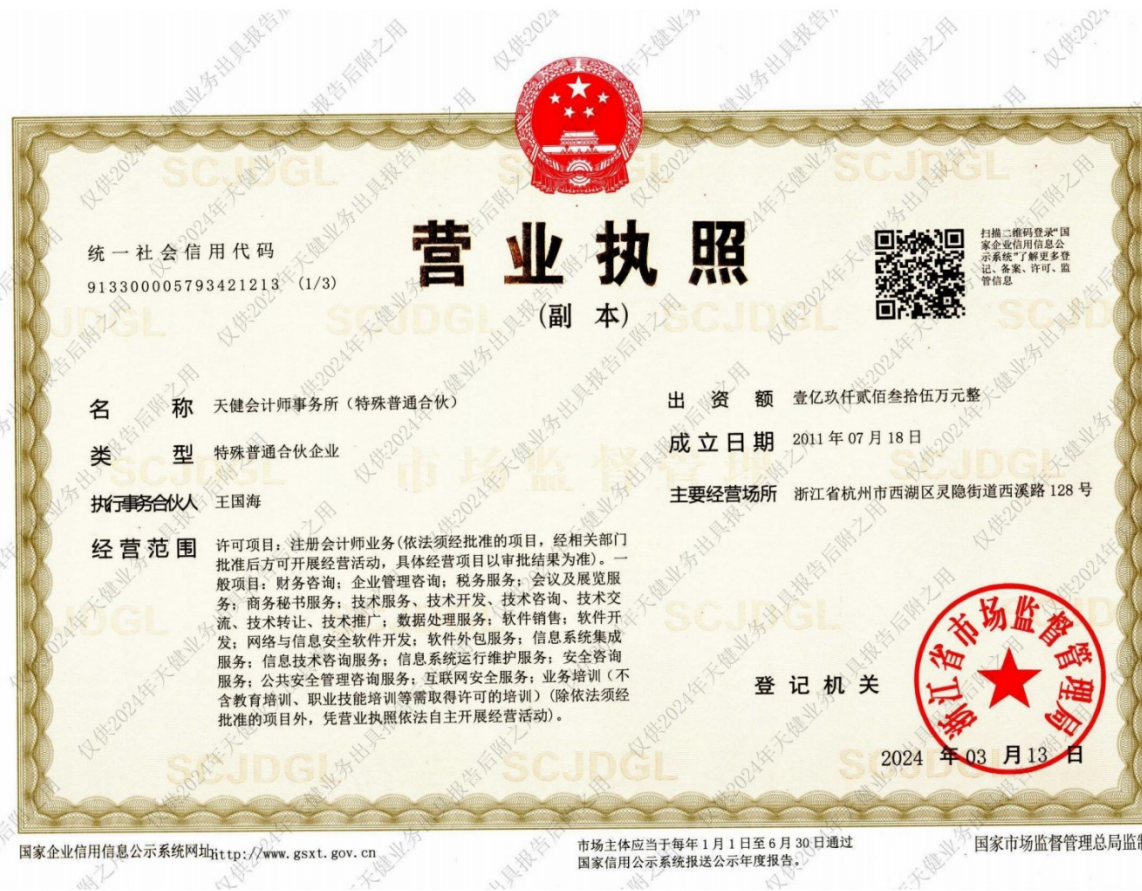 营业执照
(副 本)
统一社会信用代码
913300005793421213 (1/3)
扫描二维码登录“国
家企业信用信息公
示系统”了解更多登
记、备案、许可、监
管信息
名 称 天健会计师事务所（特殊普通合伙）
类 型 特殊普通合伙企业
执行事务合伙人 王国海
经营范围 许可项目：注册会计师业务(依法须经批准的项目，经相关部门
批准后方可开展经营活动，具体经营项目以审批结果为准)。一
般项目：财务咨询；企业管理咨询；税务服务；会议及展览服
务；商务秘书服务；技术服务、技术开发、技术咨询、技术交
流、技术转让、技术推广；数据处理服务；软件销售；软件开
发；网络与信息安全软件开发；软件外包服务；信息系统集成
服务；信息技术咨询服务；信息系统运行维护服务；安全咨询
服务；公共安全管理咨询服务；互联网安全服务；业务培训（不
含教育培训、职业技能培训等需取得许可的培训）(除依法须经
批准的项目外，凭营业执照依法自主开展经营活动)。
出 资 额 壹亿玖仟贰佰叁拾伍万元整
成立日期 2011年07月18日
主要经营场所 浙江省杭州市西湖区灵隐街道西溪路128号
登记机关
浙江省市场监督管理局
2024 年03 月13 日
国家企业信用信息公示系统网址http://www.gsxt.gov.cn
市场主体应当于每年1月1日至6月30日通过
国家信用公示系统报送公示年度报告。
国家市场监督管理总局监制
SCJDGL
市场监督管理
仅供2024年天健业务出具报告后附之用